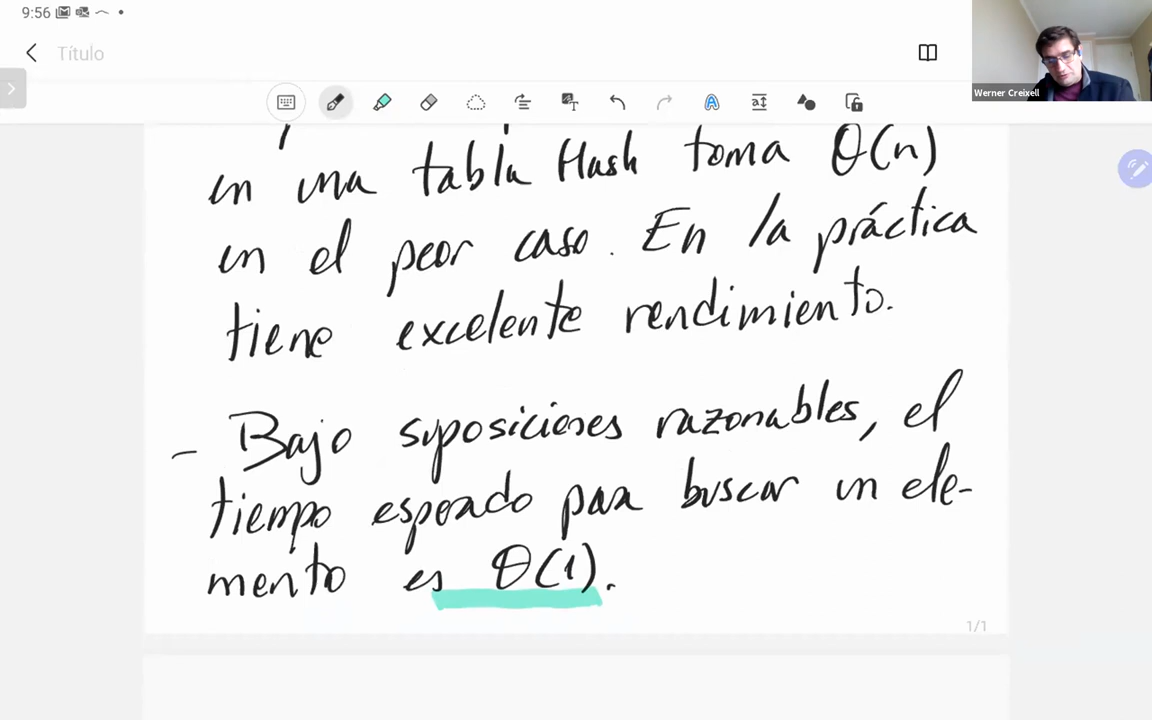 9:56
Título
Werner Creixell
en una tabla Hash toma Θ(n)
en el peor caso. En la práctica
tiene excelente rendimiento.
- Bajo suposiciones razonables, el
tiempo esperado para buscar un ele-
mento es Θ(1).
1/1